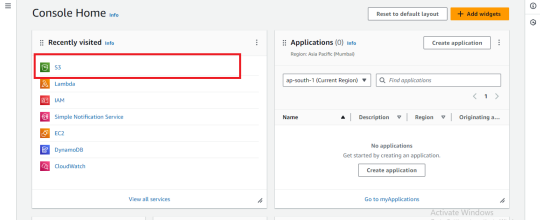 Console Home Info
Reset to default layout
+ Add widgets
Recently visited Info
S3
Lambda
IAM
Simple Notification Service
EC2
DynamoDB
CloudWatch
View all services
Applications (0) Info
Region: Asia Pacific (Mumbai)
Create application
ap-south-1 (Current Region)
Find applications
1
Name Description Region Originating a...
No applications
Get started by creating an application.
Create application
Go to myApplications
Activate Windows